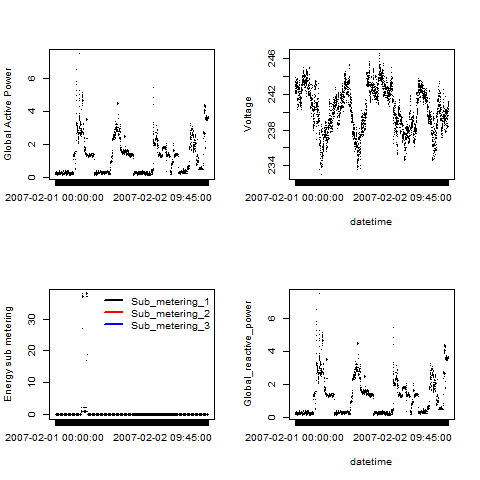 Global Active Power
0 2 4 6
2007-02-01 00:00:00 2007-02-02 09:45:00
Voltage
234 238 242 246
2007-02-01 00:00:00 2007-02-02 09:45:00
datetime
Energy sub metering
0 10 20 30
Sub_metering_1
Sub_metering_2
Sub_metering_3
2007-02-01 00:00:00 2007-02-02 09:45:00
Global_reactive_power
0 2 4 6
2007-02-01 00:00:00 2007-02-02 09:45:00
datetime